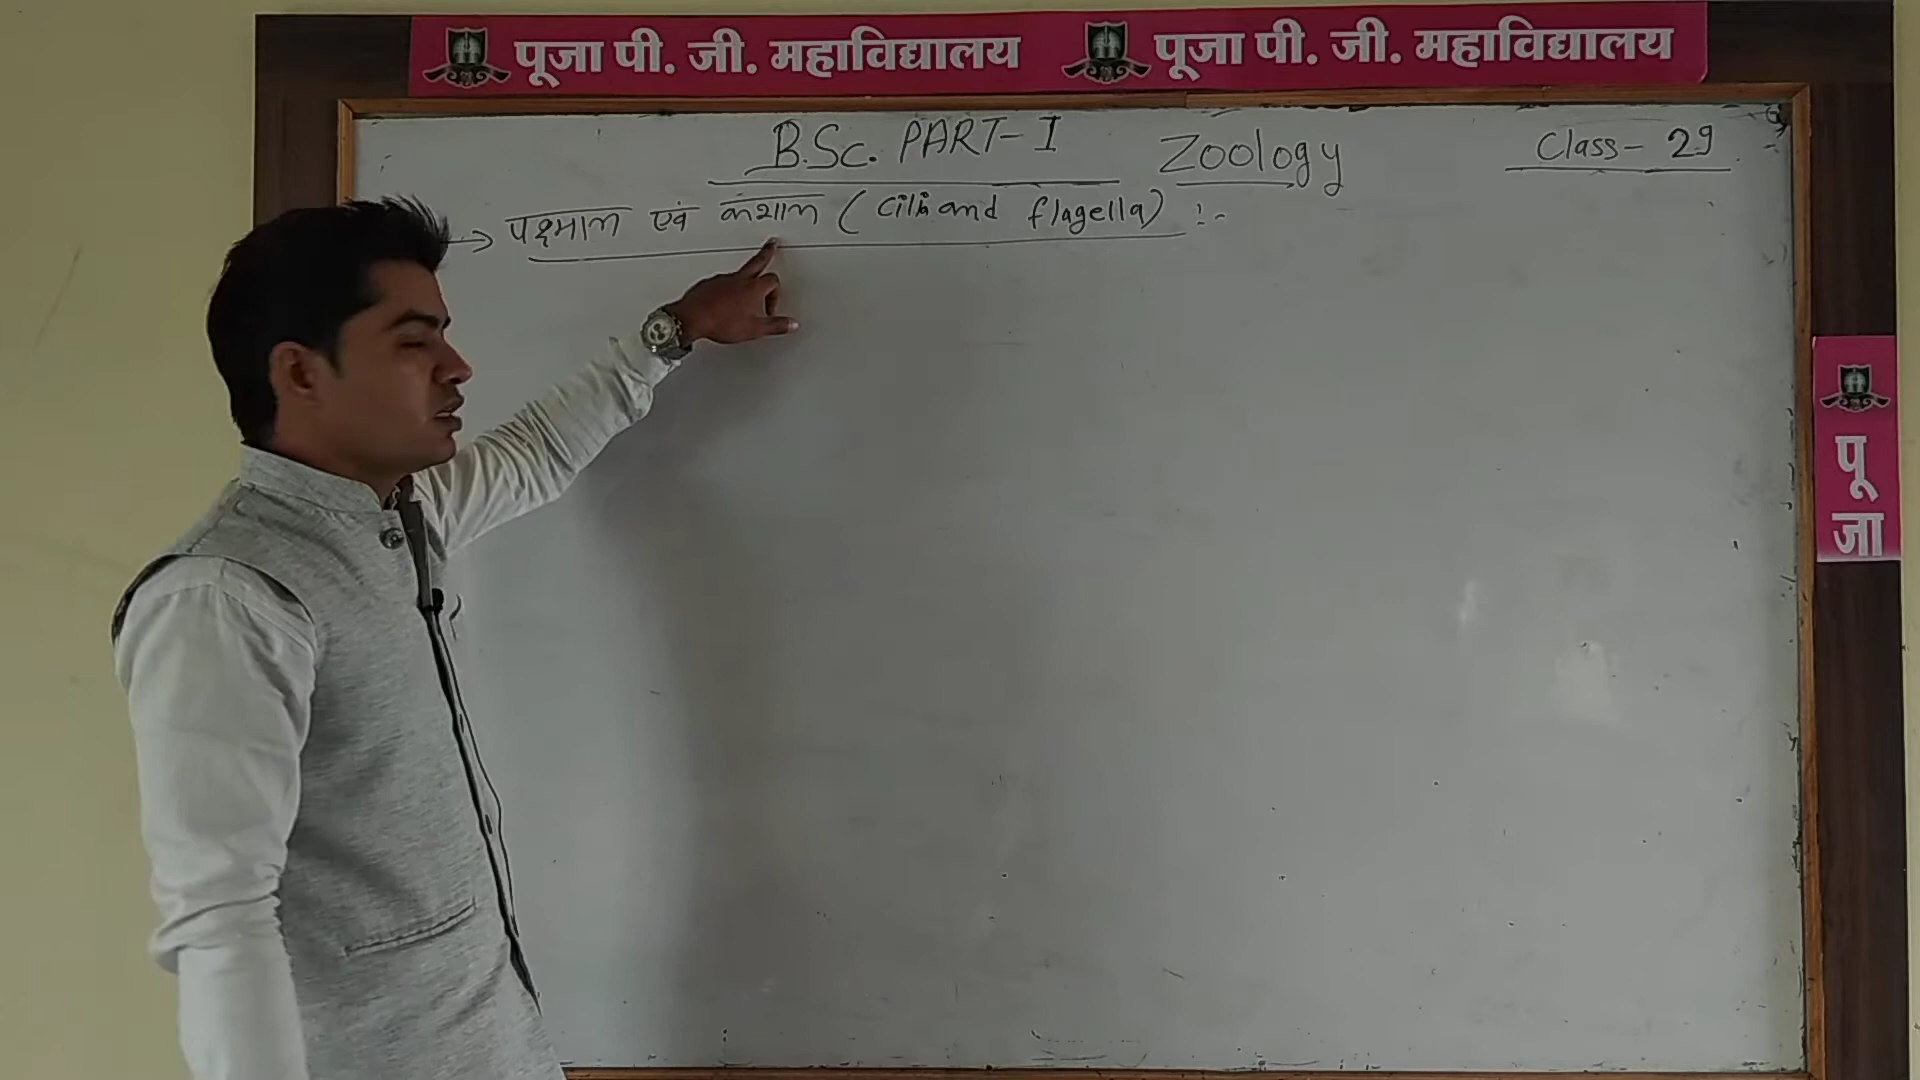 पूजा पी. जी. महाविद्यालय पूजा पी. जी. महाविद्यालय
B.Sc. PART-I Zoology Class- 29
→ पक्ष्माभ एवं कशाभ (Cilia and flagella) :-
पू
जा